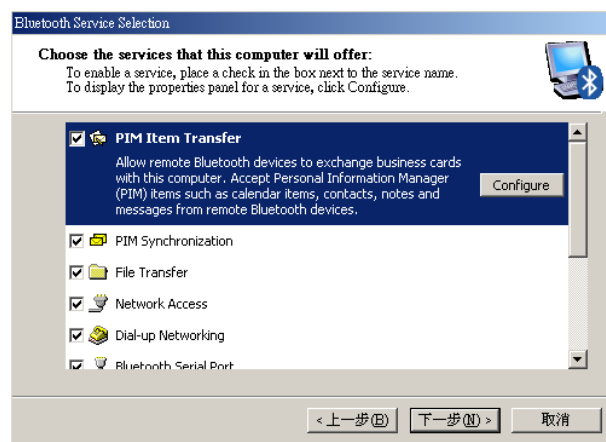 Bluetooth Service Selection
Choose the services that this computer will offer:
To enable a service, place a check in the box next to the service name.
To display the properties panel for a service, click Configure.
PIM Item Transfer
Allow remote Bluetooth devices to exchange business cards
with this computer. Accept Personal Information Manager
(PIM) items such as calendar items, contacts, notes and
messages from remote Bluetooth devices.
Configure
PIM Synchronization
File Transfer
Network Access
Dial-up Networking
Bluetooth Serial Port
<上一步(B) 下一步(N)> 取消